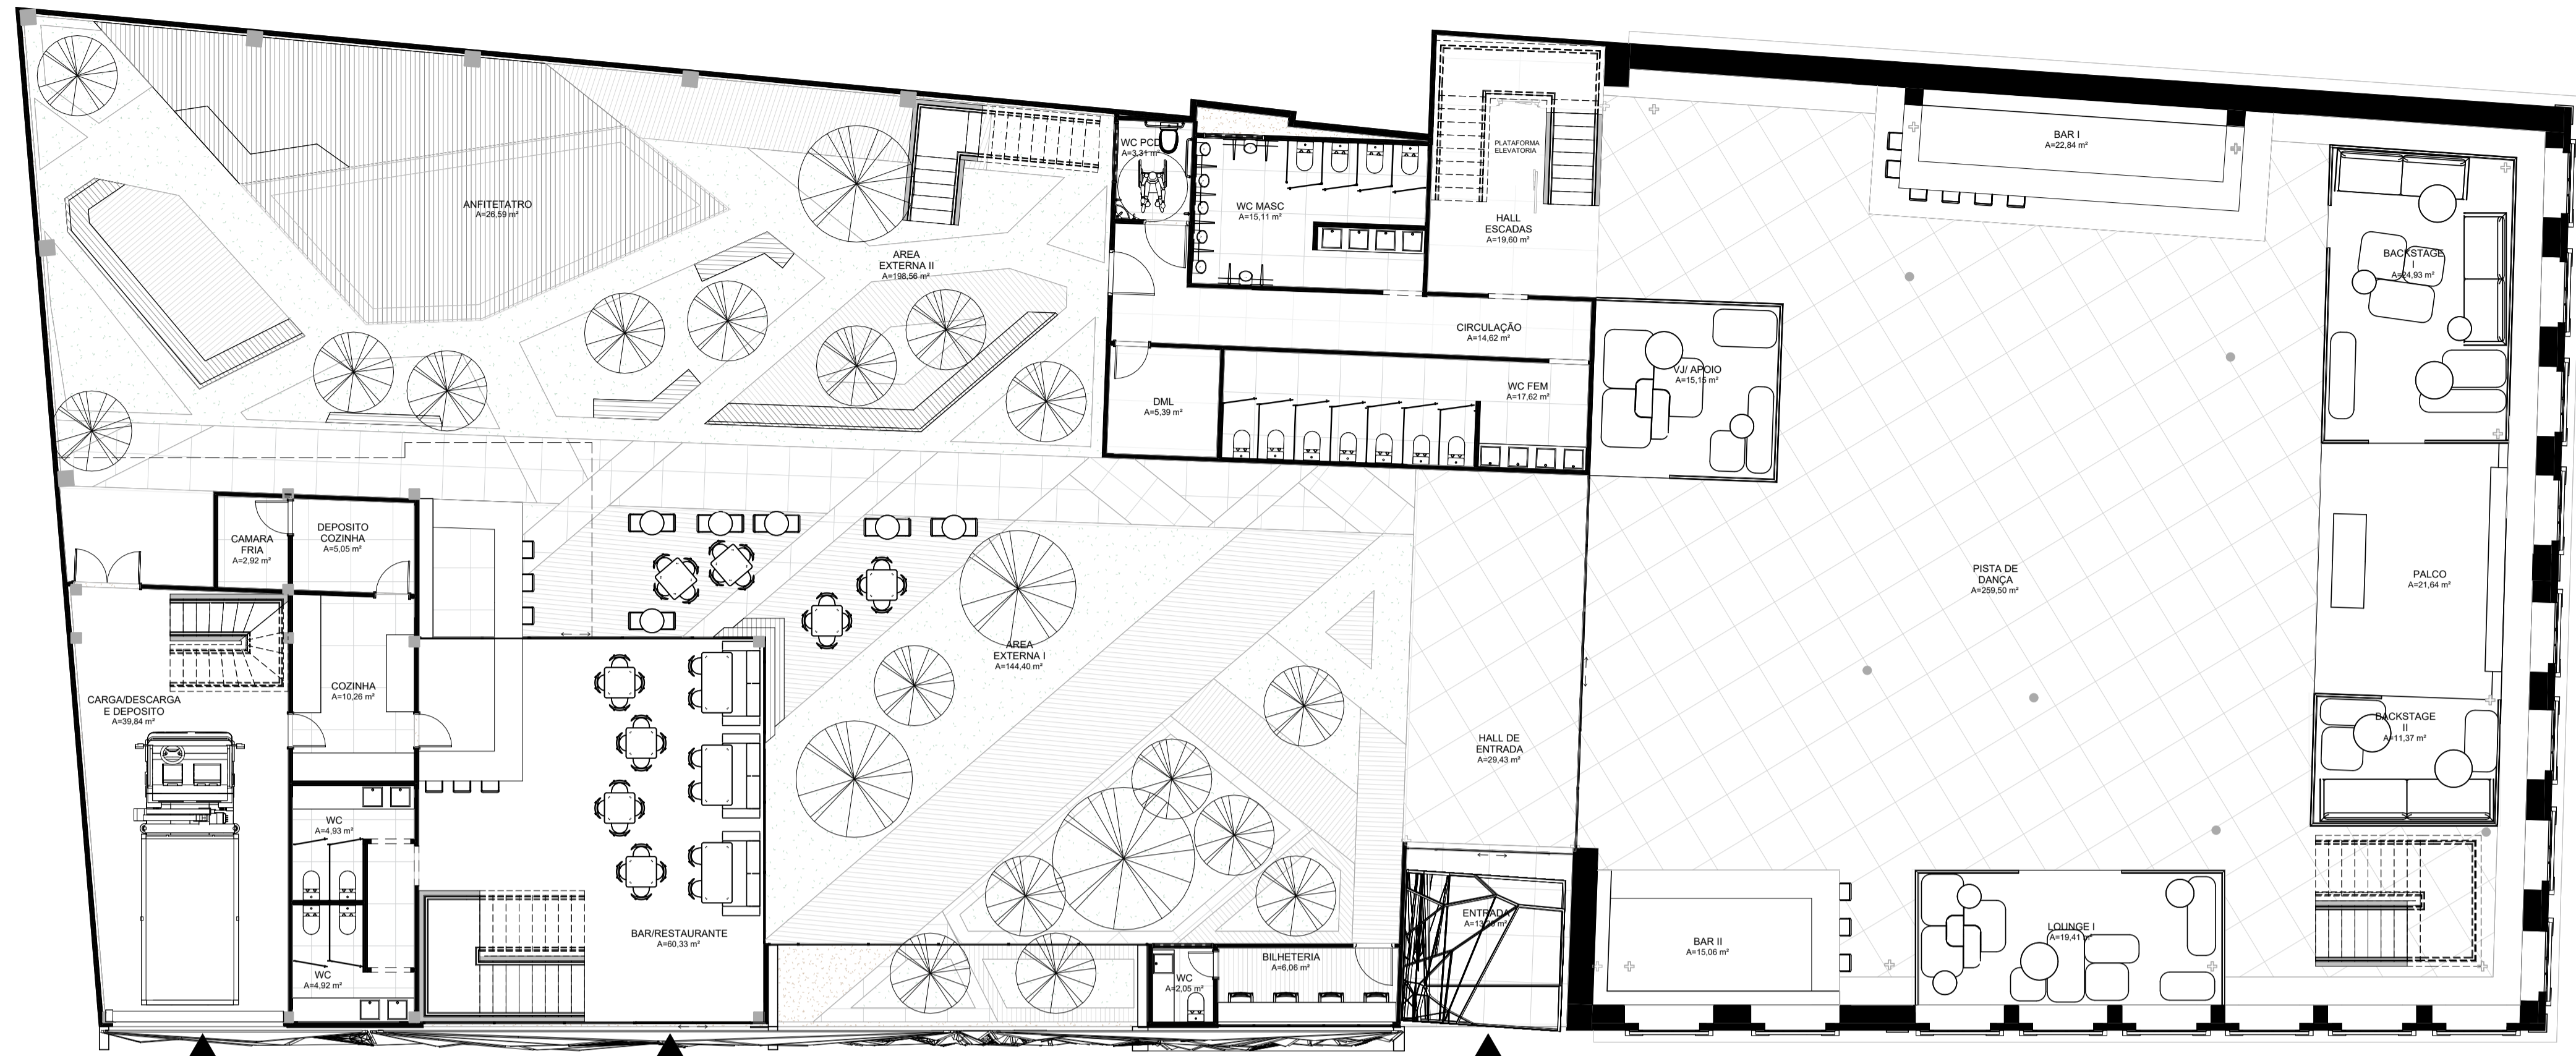 ANFITETATRO
A=26,59 m²
AREA
EXTERNA II
A=198,56 m²
WC PCD
A=3,31 m²
WC MASC
A=15,11 m²
PLATAFORMA
ELEVATORIA
HALL
ESCADAS
A=19,60 m²
BAR I
A=22,84 m²
BACKSTAGE
I
A=24,93 m²
CIRCULAÇÃO
A=14,62 m²
VJ/ APOIO
A=15,15 m²
DML
A=5,39 m²
WC FEM
A=17,62 m²
CAMARA
FRIA
A=2,92 m²
DEPOSITO
COZINHA
A=5,05 m²
PISTA DE
DANÇA
A=259,50 m²
PALCO
A=21,64 m²
AREA
EXTERNA I
A=144,40 m²
COZINHA
A=10,26 m²
CARGA/DESCARGA
E DEPOSITO
A=39,84 m²
HALL DE
ENTRADA
A=29,43 m²
BACKSTAGE
II
A=11,37 m²
WC
A=4,93 m²
BAR/RESTAURANTE
A=60,33 m²
ENTRADA
BAR II
A=15,06 m²
LOUNGE I
A=19,41 m²
WC
A=4,92 m²
WC
A=2,05 m²
BILHETERIA
A=6,06 m²